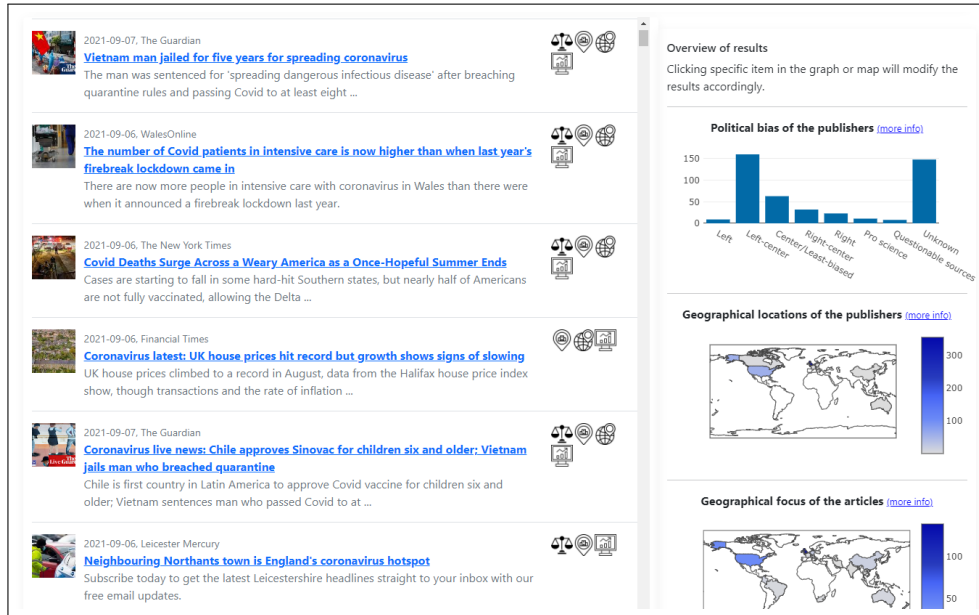 2021-09-07, The Guardian
Vietnam man jailed for five years for spreading coronavirus
The man was sentenced for 'spreading dangerous infectious disease' after breaching
quarantine rules and passing Covid to at least eight ...
2021-09-06, WalesOnline
The number of Covid patients in intensive care is now higher than when last year's
firebreak lockdown came in
There are now more people in intensive care with coronavirus in Wales than there were
when it announced a firebreak lockdown last year.
2021-09-06, The New York Times
Covid Deaths Surge Across a Weary America as a Once-Hopeful Summer Ends
Cases are starting to fall in some hard-hit Southern states, but nearly half of Americans
are not fully vaccinated, allowing the Delta ...
2021-09-06, Financial Times
Coronavirus latest: UK house prices hit record but growth shows signs of slowing
UK house prices climbed to a record in August, data from the Halifax house price index
show, though transactions and the rate of inflation ...
2021-09-07, The Guardian
Coronavirus live news: Chile approves Sinovac for children six and older; Vietnam
jails man who breached quarantine
Chile is first country in Latin America to approve Covid vaccine for children six and
older; Vietnam sentences man who passed Covid to at ...
2021-09-06, Leicester Mercury
Neighbouring Northants town is England's coronavirus hotspot
Subscribe today to get the latest Leicestershire headlines straight to your inbox with our
free email updates.
Overview of results
Clicking specific item in the graph or map will modify the
results accordingly.
Political bias of the publishers (more info)
150
100
50
0
Left
Left-center
Center/Least-biased
Right-center
Right
Pro science
Questionable sources
Unknown
Geographical locations of the publishers (more info)
300
200
100
Geographical focus of the articles (more info)
100
50